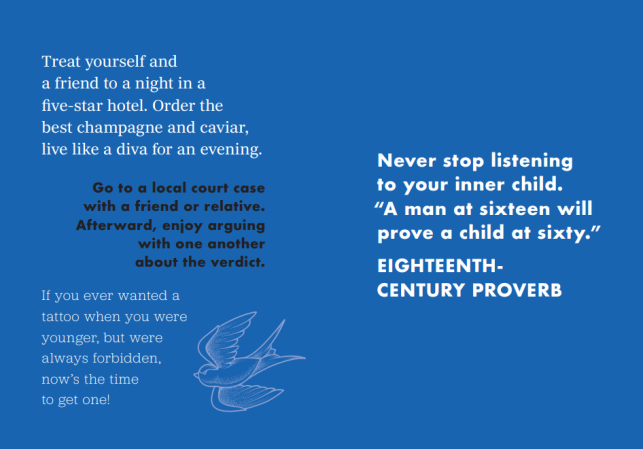 Treat yourself and
a friend to a night in a
five-star hotel. Order the
best champagne and caviar,
live like a diva for an evening.
Go to a local court case
with a friend or relative.
Afterward, enjoy arguing
with one another
about the verdict.
If you ever wanted a
tattoo when you were
younger, but were
always forbidden,
now's the time
to get one!
Never stop listening
to your inner child.
“A man at sixteen will
prove a child at sixty.”
EIGHTEENTH-
CENTURY PROVERB